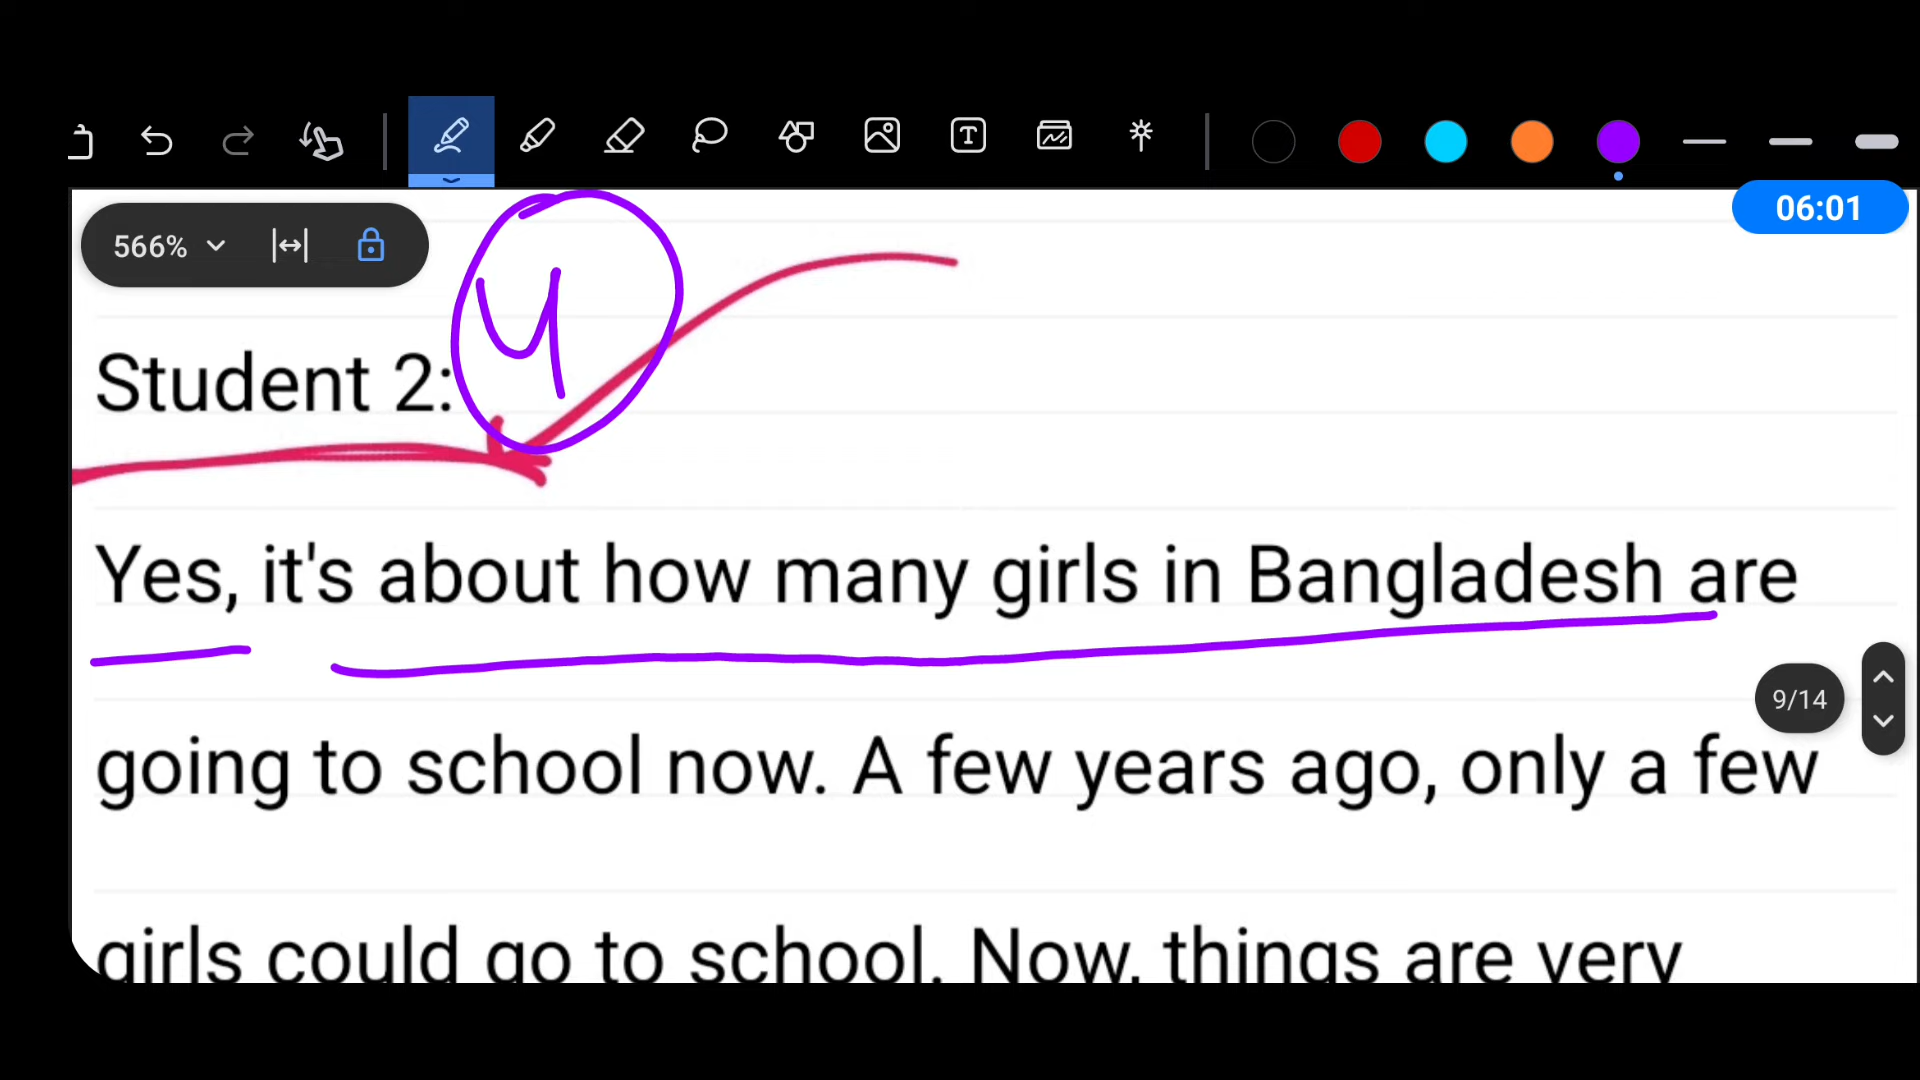 06:01
566%
4
Student 2:
Yes, it's about how many girls in Bangladesh are
9/14
going to school now. A few years ago, only a few
girls could go to school. Now, things are very